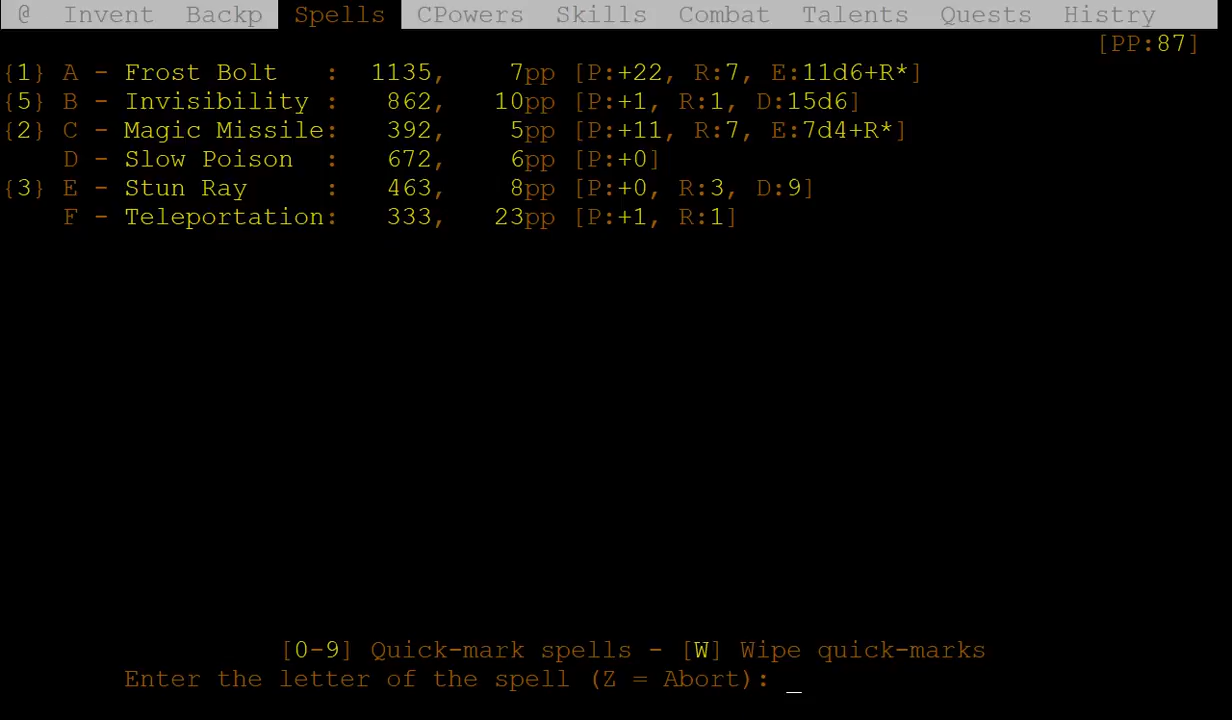 @ Invent Backp Spells CPowers Skills Combat Talents Quests Histry
[PP:87]
{1} A - Frost Bolt : 1135, 7pp [P:+22, R:7, E:11d6+R*]
{5} B - Invisibility : 862, 10pp [P:+1, R:1, D:15d6]
{2} C - Magic Missile: 392, 5pp [P:+11, R:7, E:7d4+R*]
D - Slow Poison : 672, 6pp [P:+0]
{3} E - Stun Ray : 463, 8pp [P:+0, R:3, D:9]
F - Teleportation: 333, 23pp [P:+1, R:1]
[0-9] Quick-mark spells - [W] Wipe quick-marks
Enter the letter of the spell (Z = Abort): _